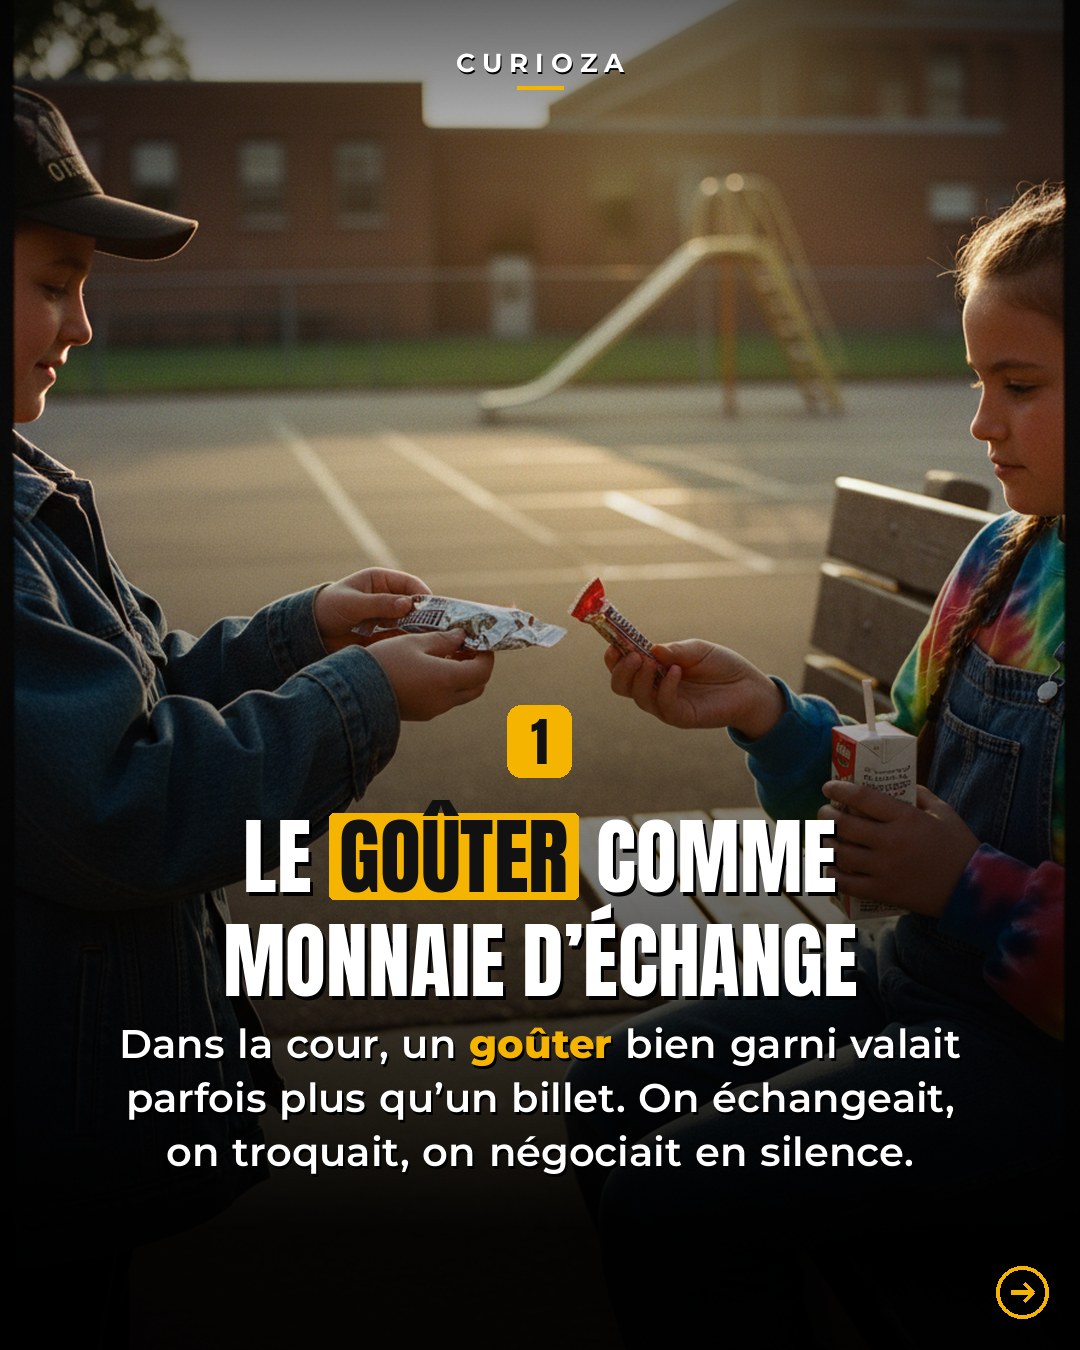 CURIOZA
1
LE GOÛTER COMME
MONNAIE D’ÉCHANGE
Dans la cour, un goûter bien garni valait
parfois plus qu’un billet. On échangeait,
on troquait, on négociait en silence.